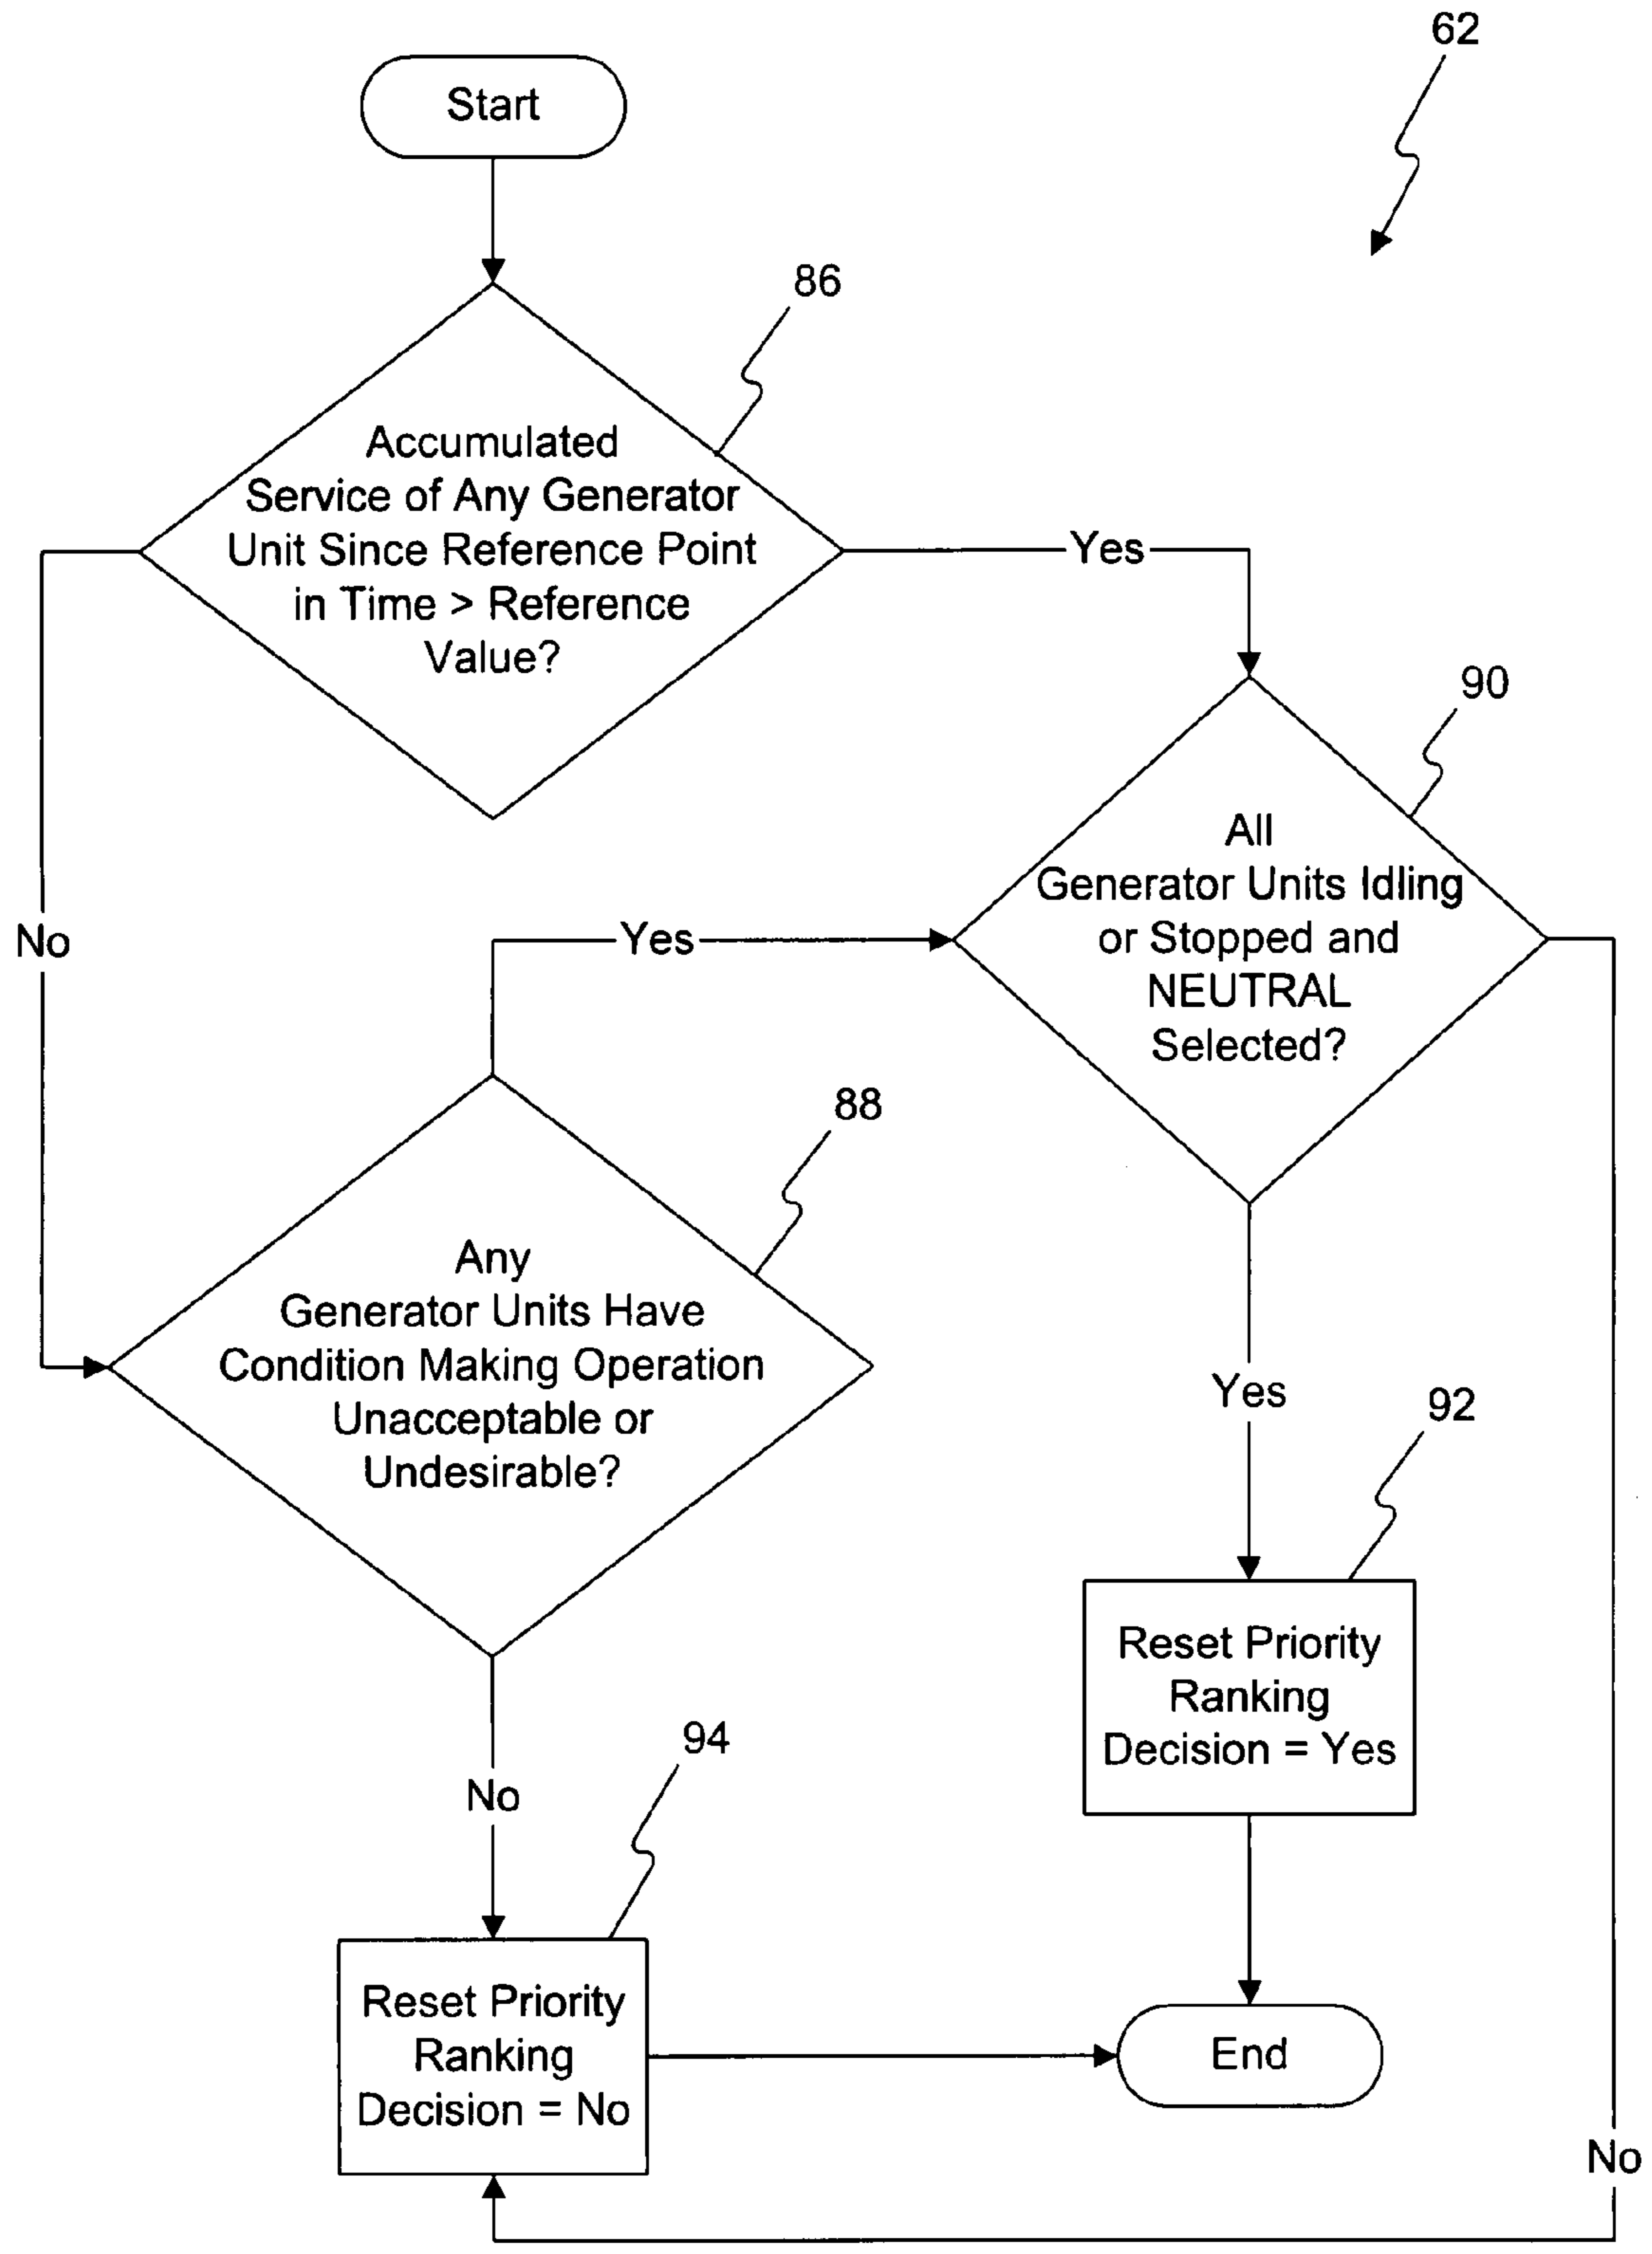 62
Start
86
Accumulated
Service of Any Generator
Unit Since Reference Point
in Time > Reference
Value?
Yes
90
All
Generator Units Idling
or Stopped and
NEUTRAL
Selected?
No
Yes
88
Any
Generator Units Have
Condition Making Operation
Unacceptable or
Undesirable?
Yes
92
Reset Priority
Ranking
Decision = Yes
94
No
Reset Priority
Ranking
Decision = No
End
No